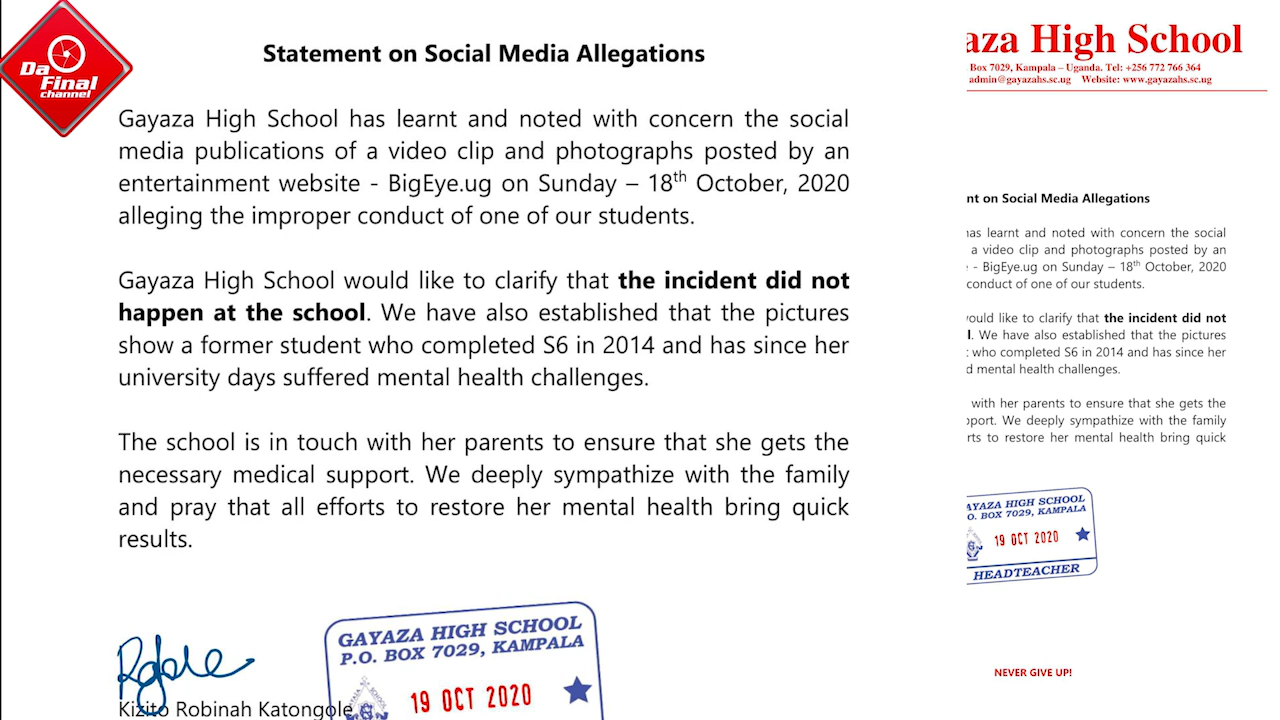 Da
Final
channel
Statement on Social Media Allegations
Gayaza High School has learnt and noted with concern the social
media publications of a video clip and photographs posted by an
entertainment website - BigEye.ug on Sunday – 18th October, 2020
alleging the improper conduct of one of our students.
Gayaza High School would like to clarify that the incident did not
happen at the school. We have also established that the pictures
show a former student who completed S6 in 2014 and has since her
university days suffered mental health challenges.
The school is in touch with her parents to ensure that she gets the
necessary medical support. We deeply sympathize with the family
and pray that all efforts to restore her mental health bring quick
results.
Kizito Robinah Katongole
GAYAZA HIGH SCHOOL
P.O. BOX 7029, KAMPALA
19 OCT 2020
aza High School
Box 7029, Kampala – Uganda. Tel: +256 772 766 364
admin@gayazahs.sc.ug Website: www.gayazahs.sc.ug
nt on Social Media Allegations
has learnt and noted with concern the social
a video clip and photographs posted by an
- BigEye.ug on Sunday – 18th October, 2020
conduct of one of our students.
would like to clarify that the incident did not
l. We have also established that the pictures
who completed S6 in 2014 and has since her
d mental health challenges.
with her parents to ensure that she gets the
pport. We deeply sympathize with the family
rts to restore her mental health bring quick
AYAZA HIGH SCHOOL
O. BOX 7029, KAMPALA
19 OCT 2020
HEADTEACHER
NEVER GIVE UP!